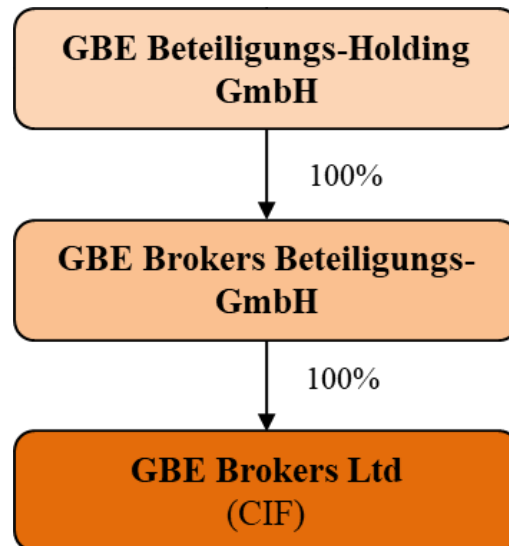 GBE Beteiligungs-Holding
GmbH
100%
GBE Brokers Beteiligungs-
GmbH
100%
GBE Brokers Ltd
(CIF)